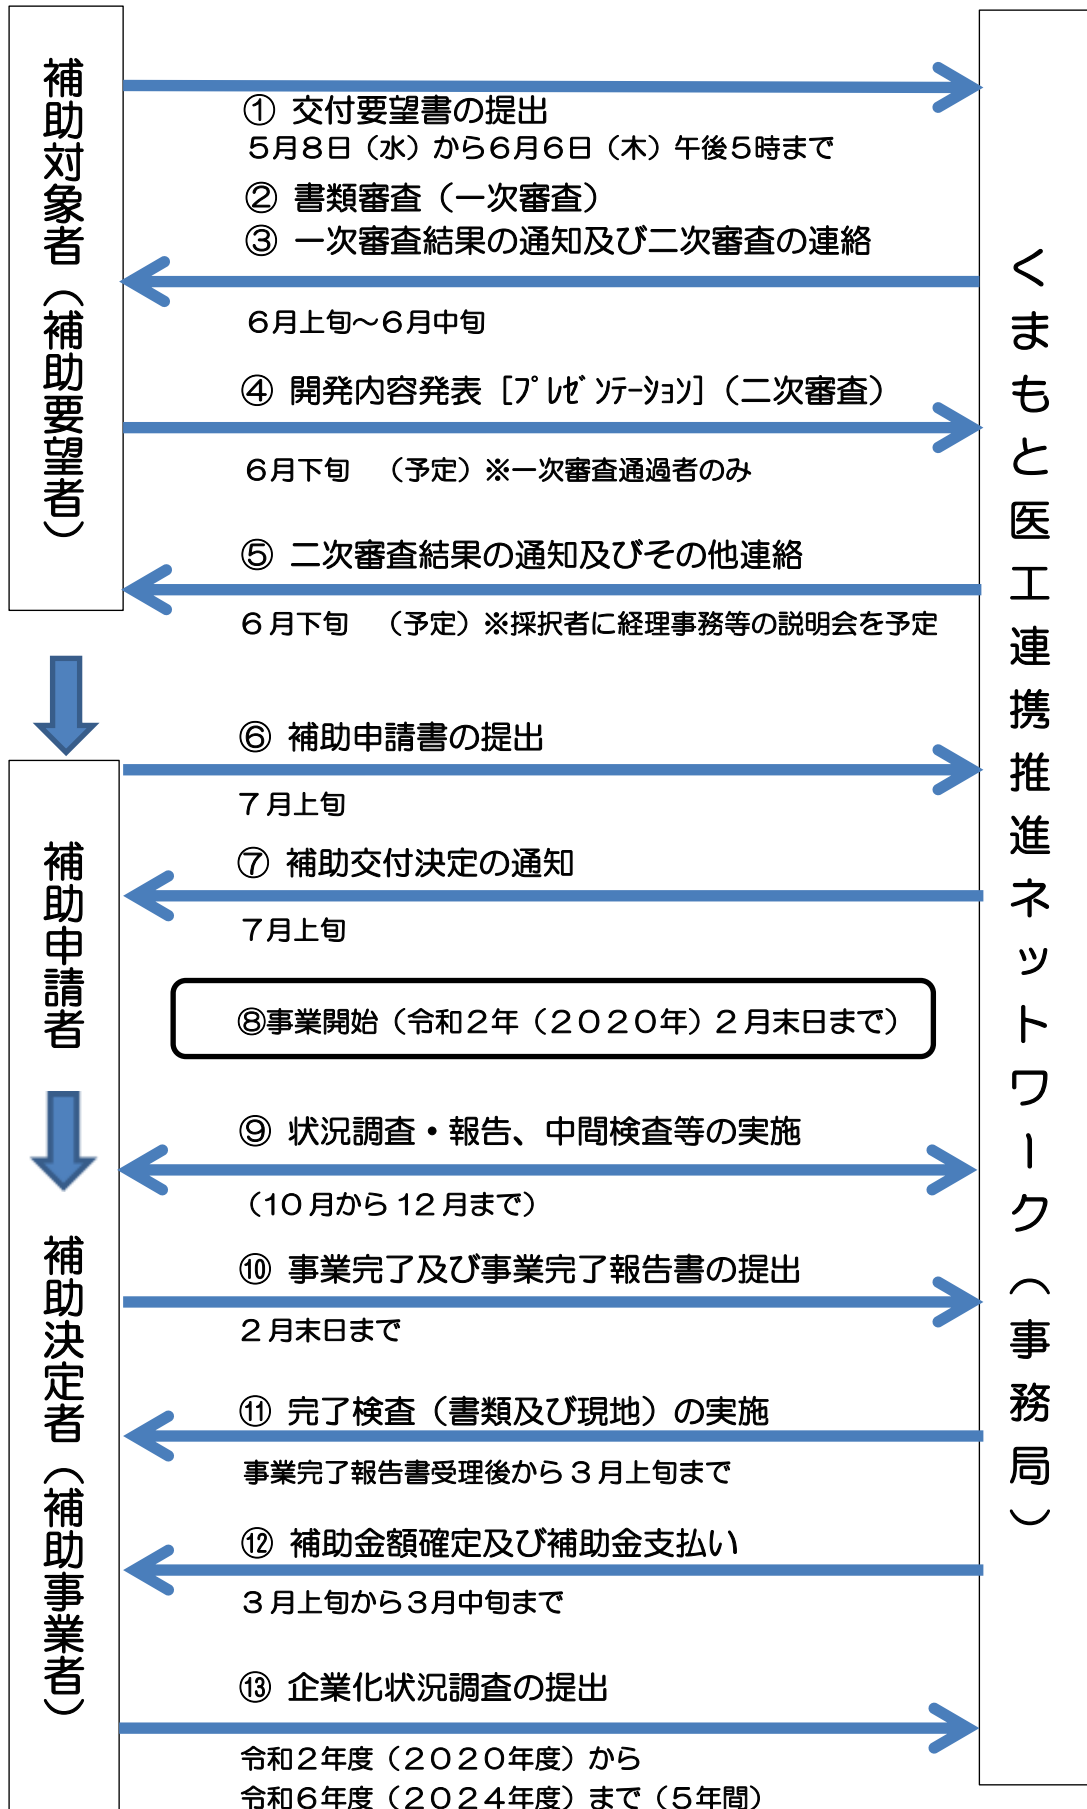 補助対象者（補助要望者）
① 交付要望書の提出
５月８日（水）から６月６日（木）午後５時まで
② 書類審査（一次審査）
③ 一次審査結果の通知及び二次審査の連絡
６月上旬～６月中旬
④ 開発内容発表［ﾌﾟﾚｾﾞﾝﾃｰｼｮﾝ］（二次審査）
６月下旬　（予定）※一次審査通過者のみ
⑤ 二次審査結果の通知及びその他連絡
６月下旬　（予定）※採択者に経理事務等の説明会を予定
補助申請者
⑥ 補助申請書の提出
７月上旬
⑦ 補助交付決定の通知
７月上旬
⑧事業開始（令和２年（２０２０年）２月末日まで）
補助決定者（補助事業者）
⑨ 状況調査・報告、中間検査等の実施
（10月から12月まで）
⑩ 事業完了及び事業完了報告書の提出
２月末日まで
⑪ 完了検査（書類及び現地）の実施
事業完了報告書受理後から３月上旬まで
⑫ 補助金額確定及び補助金支払い
３月上旬から３月中旬まで
⑬ 企業化状況調査の提出
令和２年度（２０２０年度）から
令和６年度（２０２４年度）まで（５年間）
くまもと医工連携推進ネットワーク（事務局）